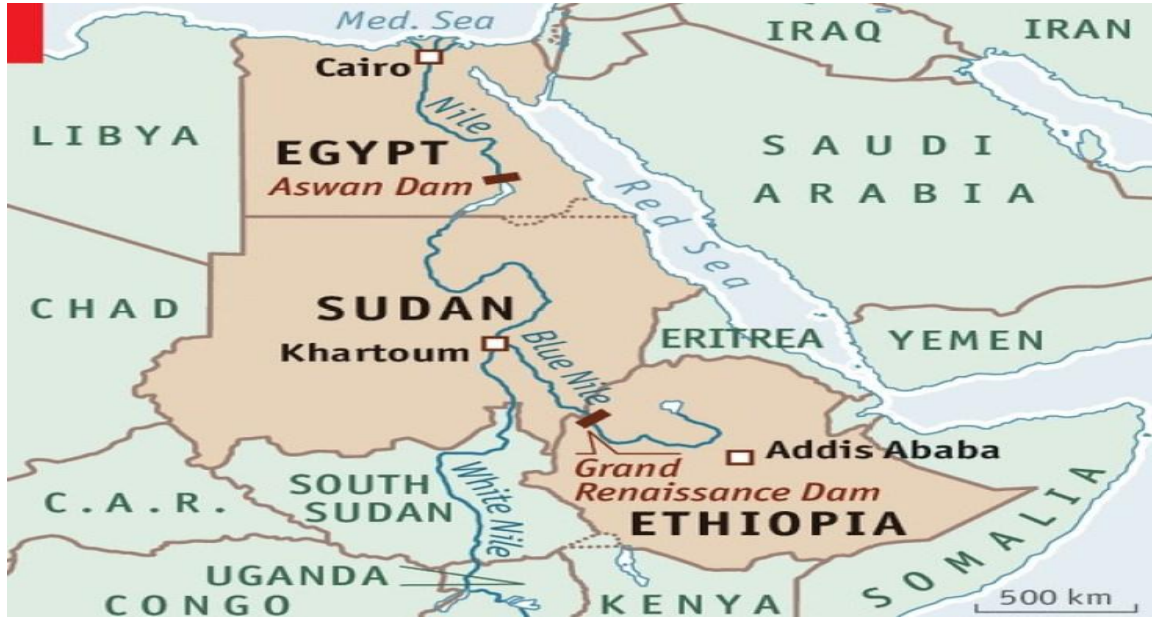 Med. Sea
IRAQ
IRAN
Cairo
Nile
LIBYA
EGYPT
Aswan Dam
SAUDI
ARABIA
Red Sea
CHAD
SUDAN
Khartoum
Blue Nile
ERITREA
YEMEN
Addis Ababa
Grand
Renaissance Dam
ETHIOPIA
C.A.R.
SOUTH
SUDAN
White Nile
SOMALIA
UGANDA
CONGO
KENYA
500 km